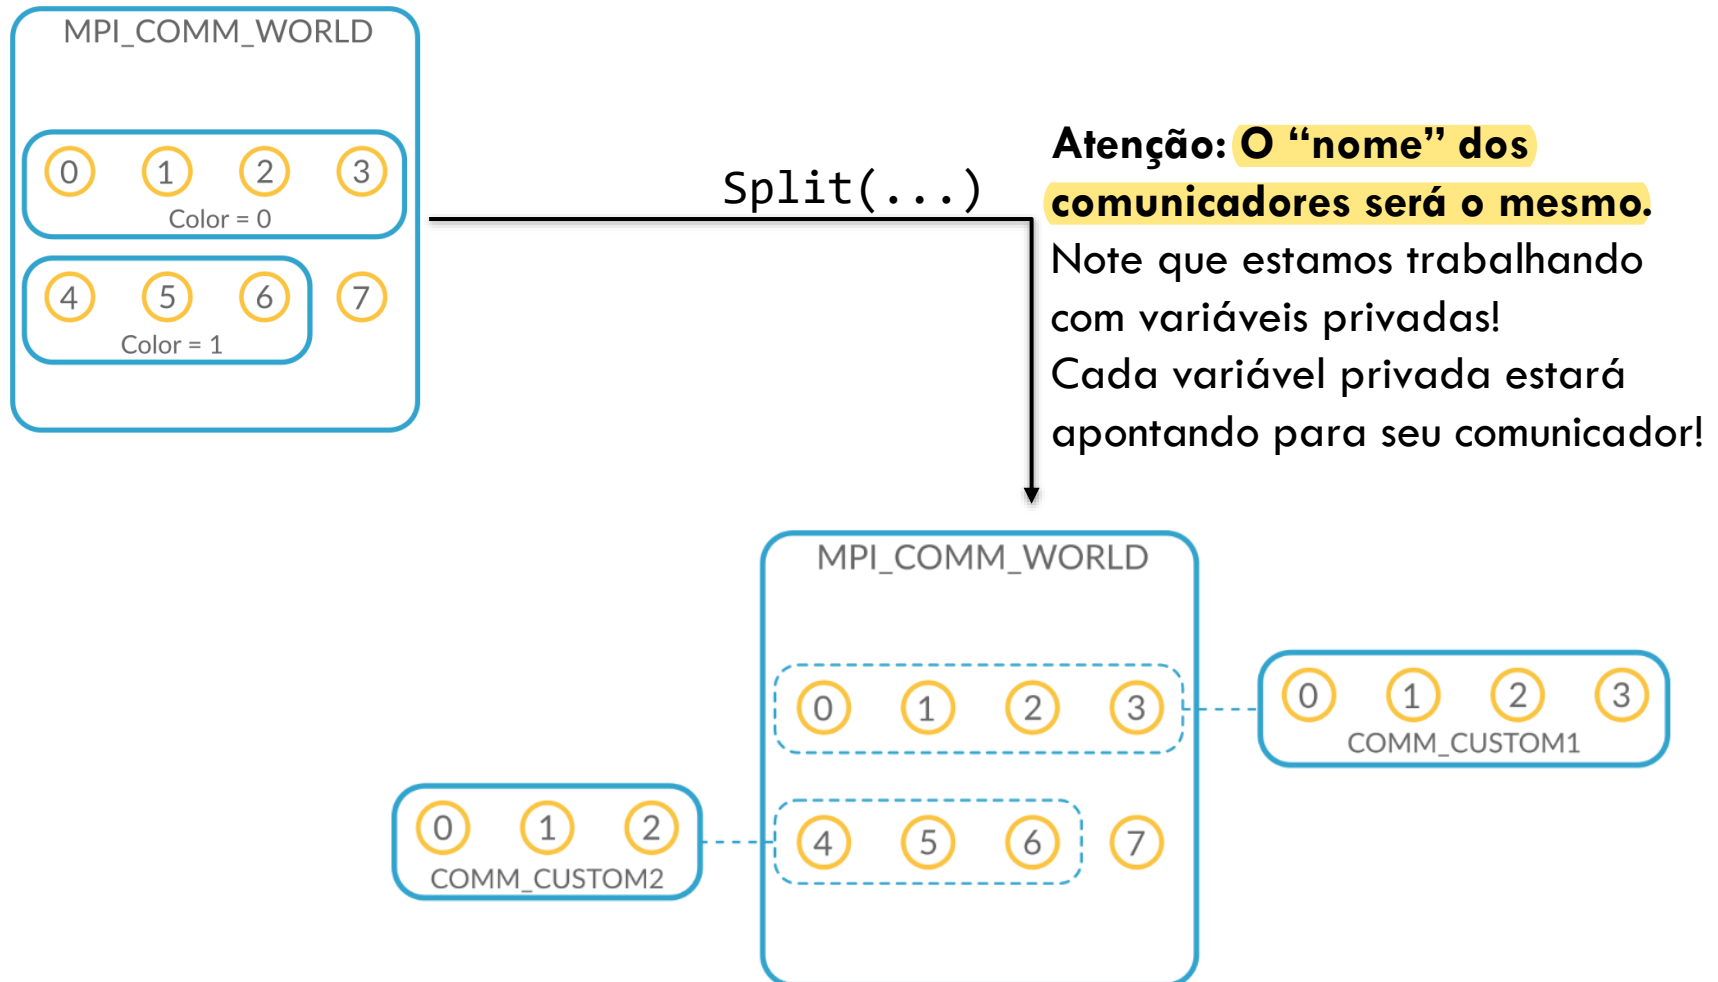 MPI_COMM_WORLD
0 1 2 3
Color = 0
4 5 6 7
Color = 1
Split(...)
Atenção: O “nome” dos
comunicadores será o mesmo.
Note que estamos trabalhando
com variáveis privadas!
Cada variável privada estará
apontando para seu comunicador!
MPI_COMM_WORLD
0 1 2 3
4 5 6 7
0 1 2 3
COMM_CUSTOM1
0 1 2
COMM_CUSTOM2